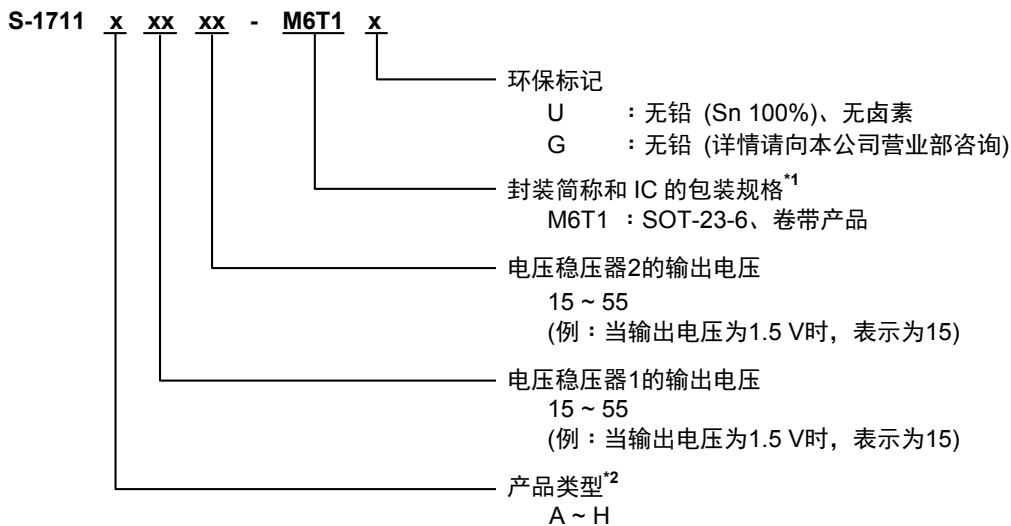 S-1711 x xx xx - M6T1 x
环保标记
U : 无铅 (Sn 100%)、无卤素
G : 无铅 (详情请向本公司营业部咨询)
封装简称和 IC 的包装规格*1
M6T1 : SOT-23-6、卷带产品
电压稳压器2的输出电压
15 ~ 55
(例：当输出电压为1.5 V时，表示为15)
电压稳压器1的输出电压
15 ~ 55
(例：当输出电压为1.5 V时，表示为15)
产品类型*2
A ~ H